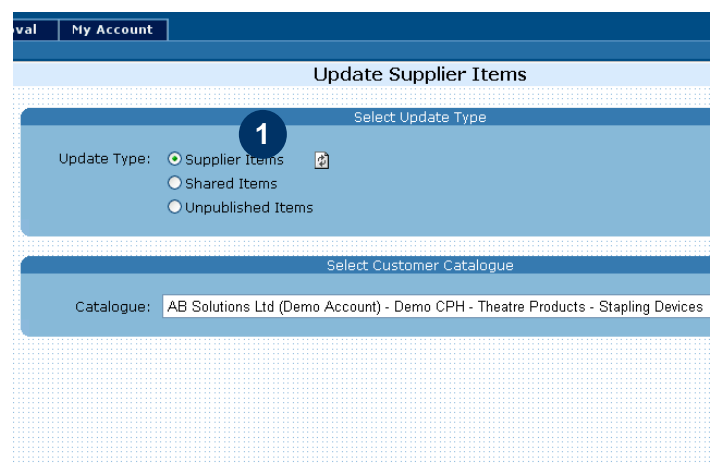 val My Account
Update Supplier Items
Select Update Type
1
Update Type: Supplier Items
Shared Items
Unpublished Items
Select Customer Catalogue
Catalogue: AB Solutions Ltd (Demo Account) - Demo CPH - Theatre Products - Stapling Devices